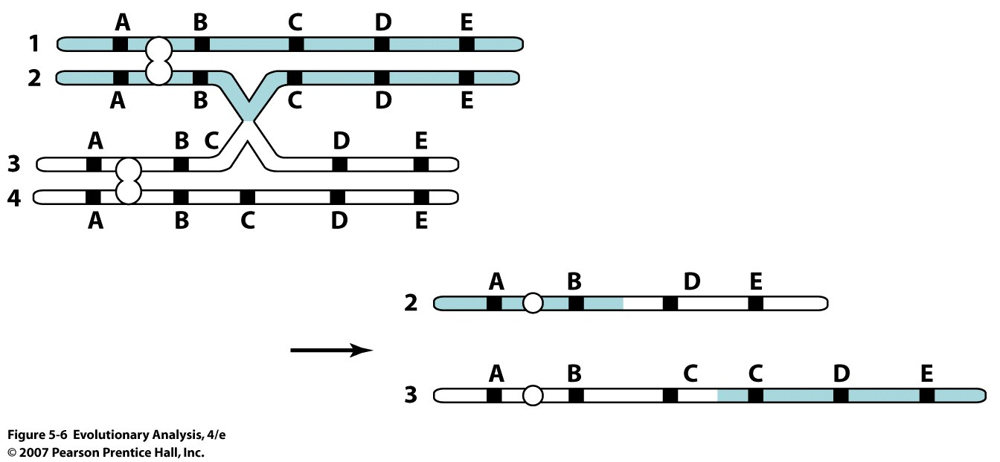 A B C D E
1
2
A B C D E
A B C D E
3
4
A B C D E
A B D E
2
A B C C D E
3
Figure 5-6 Evolutionary Analysis, 4/e
© 2007 Pearson Prentice Hall, Inc.